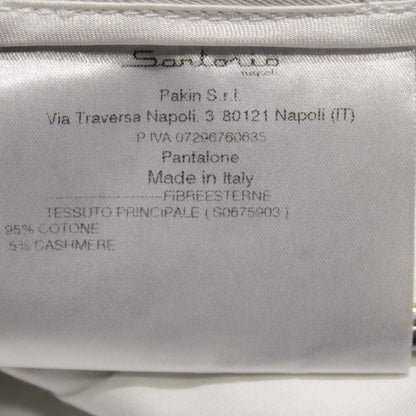 Sartorio
napoli
Pakin S.r.l.
Via Traversa Napoli, 3 80121 Napoli (IT)
P.IVA 07296760635
Pantalone
Made in Italy
----------------------FIBREESTERNE
TESSUTO PRINCIPALE ( S0675903 )
95% COTONE
5% CASHMERE